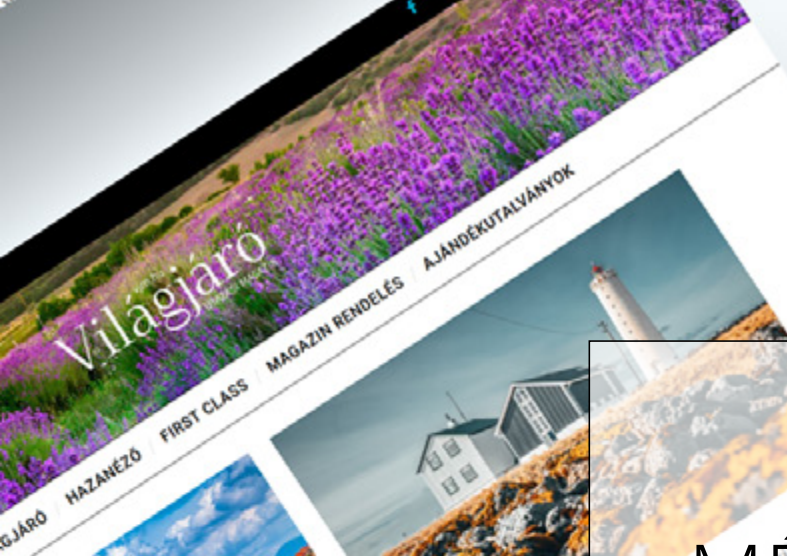 Világjáró
GJÁRÓ
HAZANÉZŐ
FIRST CLASS
MAGAZIN RENDELÉS
AJÁNDÉKUTALVÁNYOK